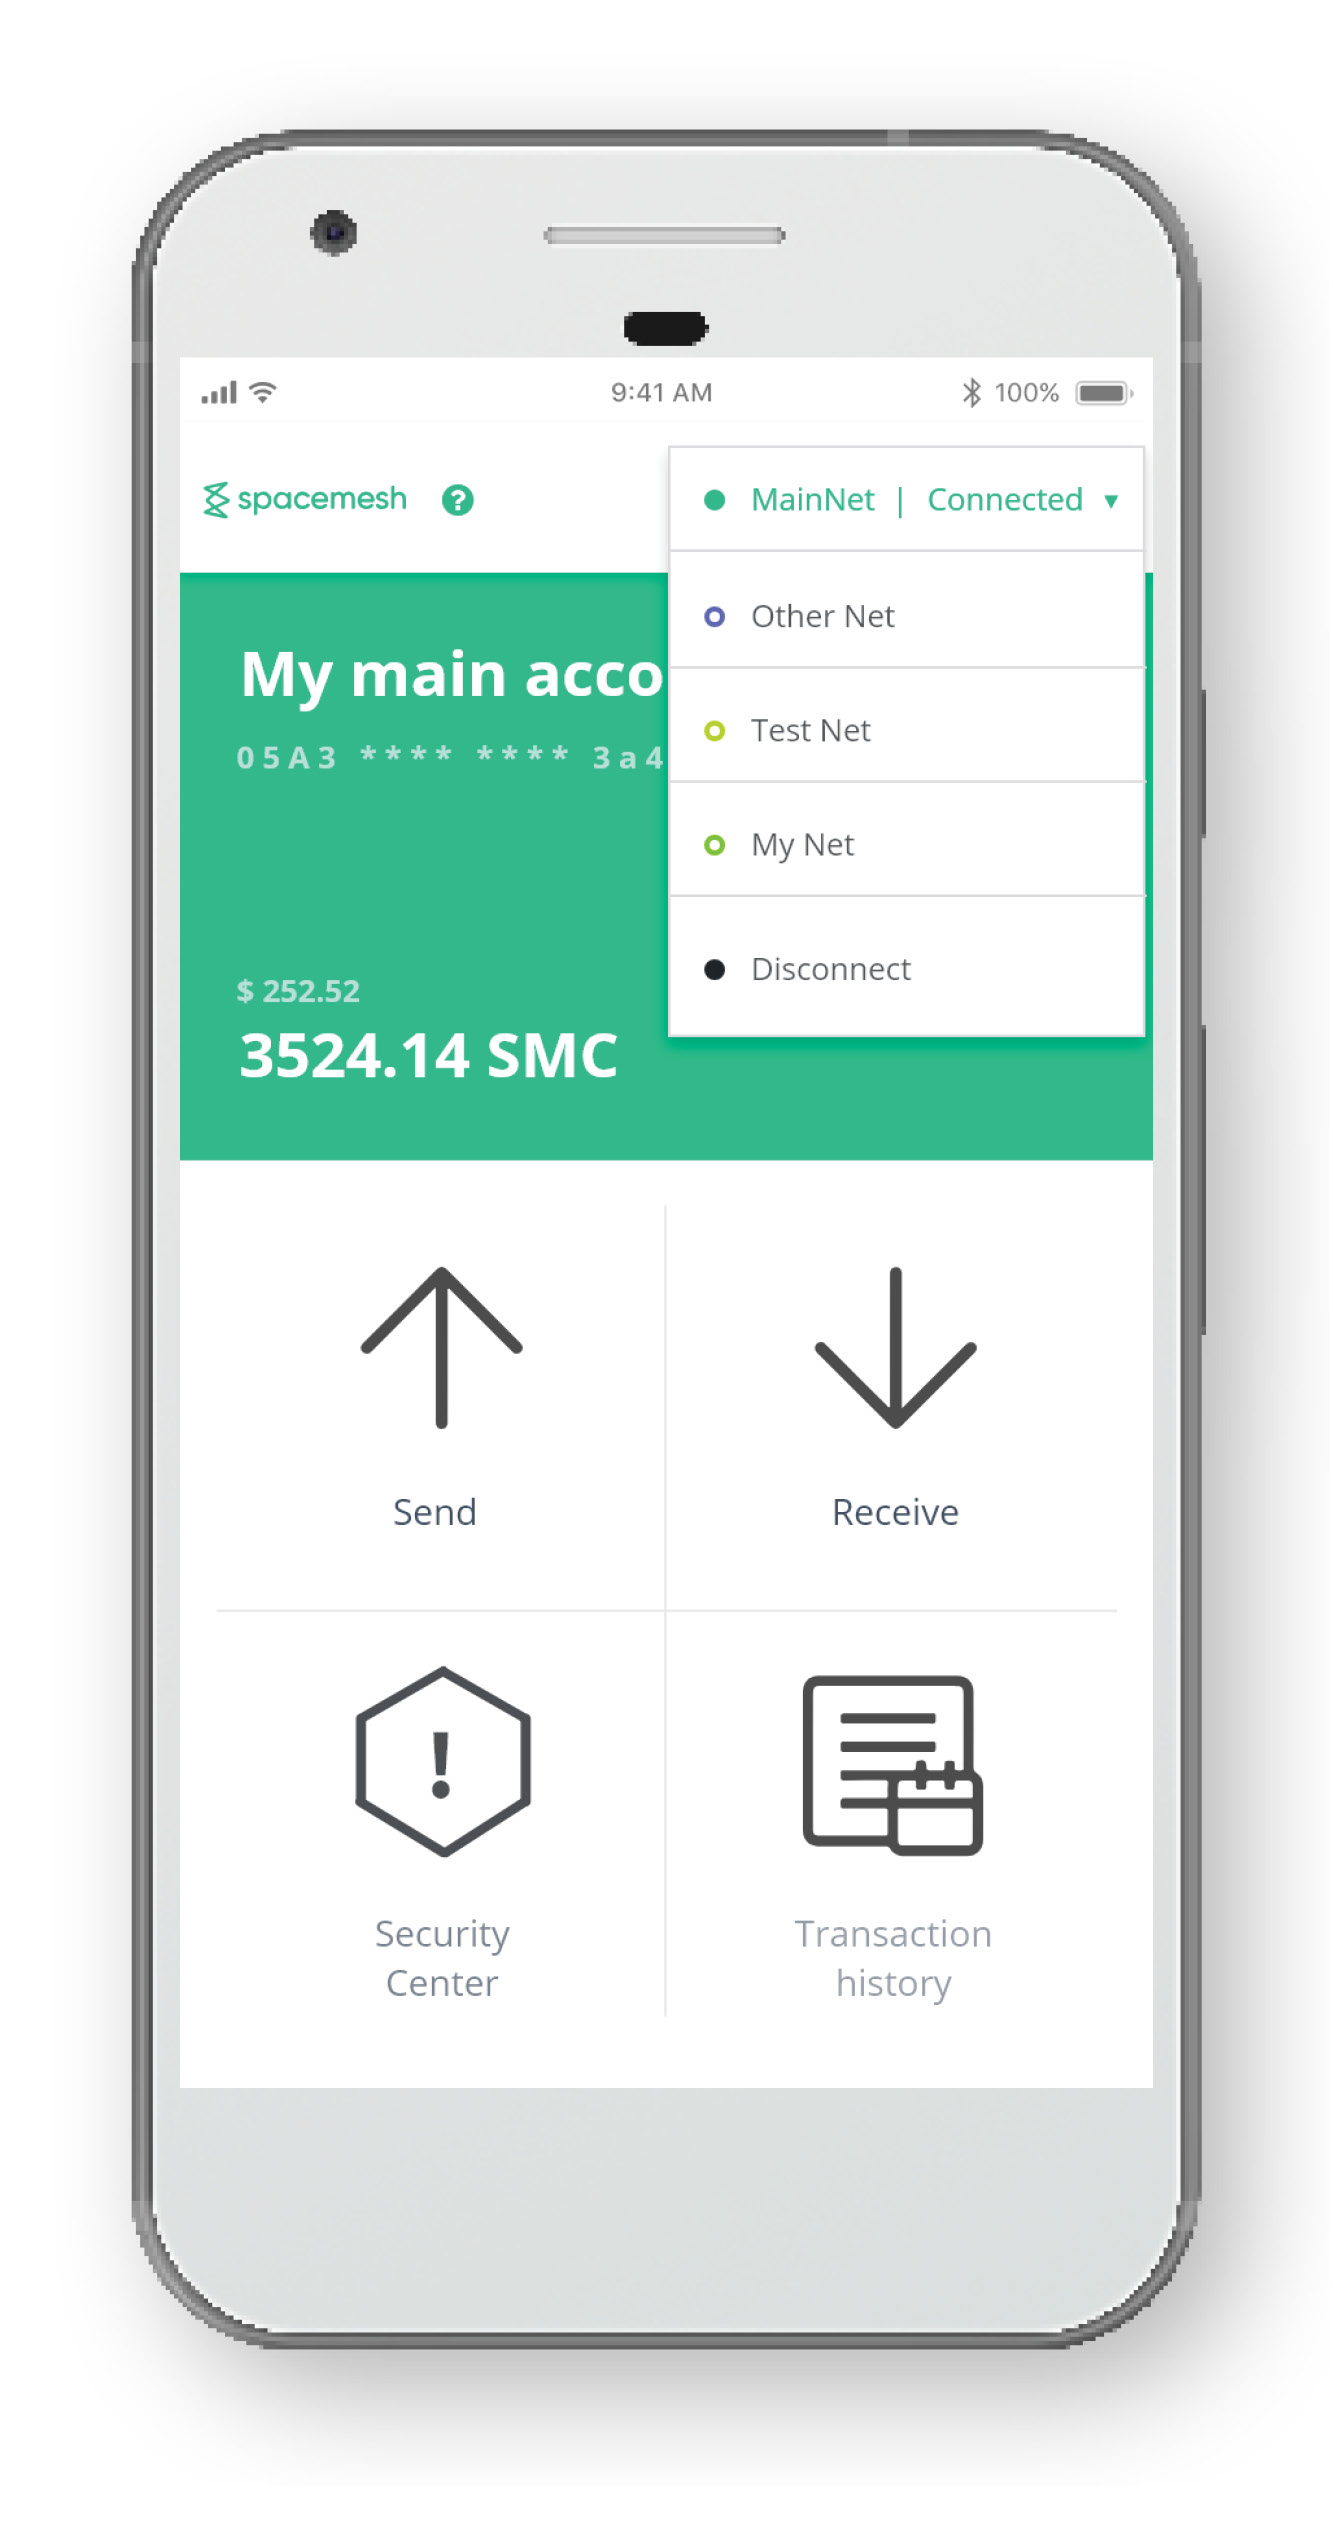 9:41 AM
100%
spacemesh ?
MainNet | Connected ▾
Other Net
Test Net
My Net
Disconnect
My main acco
05A3 **** **** 3a4
$ 252.52
3524.14 SMC
Send
Receive
!
Security
Center
Transaction
history